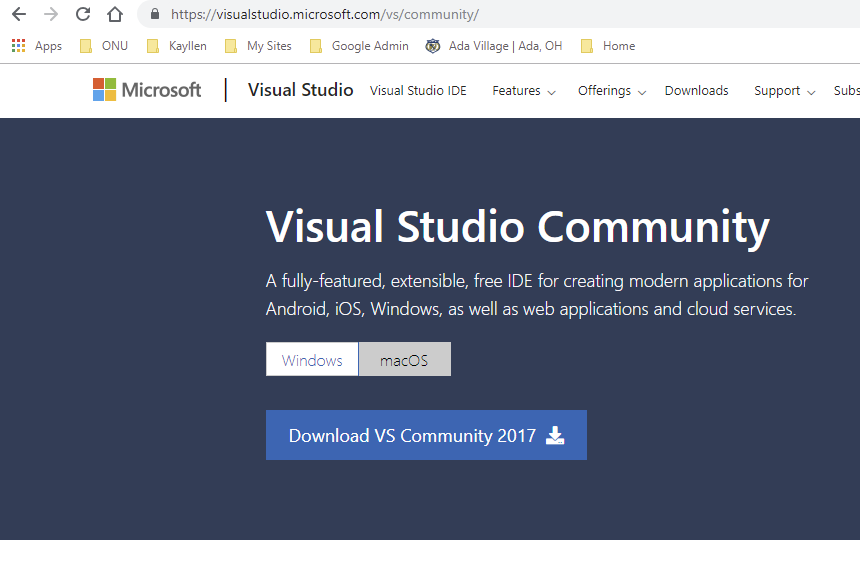 https://visualstudio.microsoft.com/vs/community/
Apps ONU Kayllen My Sites Google Admin Ada Village | Ada, OH Home
Microsoft | Visual Studio Visual Studio IDE Features Offerings Downloads Support Subs
Visual Studio Community
A fully-featured, extensible, free IDE for creating modern applications for
Android, iOS, Windows, as well as web applications and cloud services.
Windows macOS
Download VS Community 2017